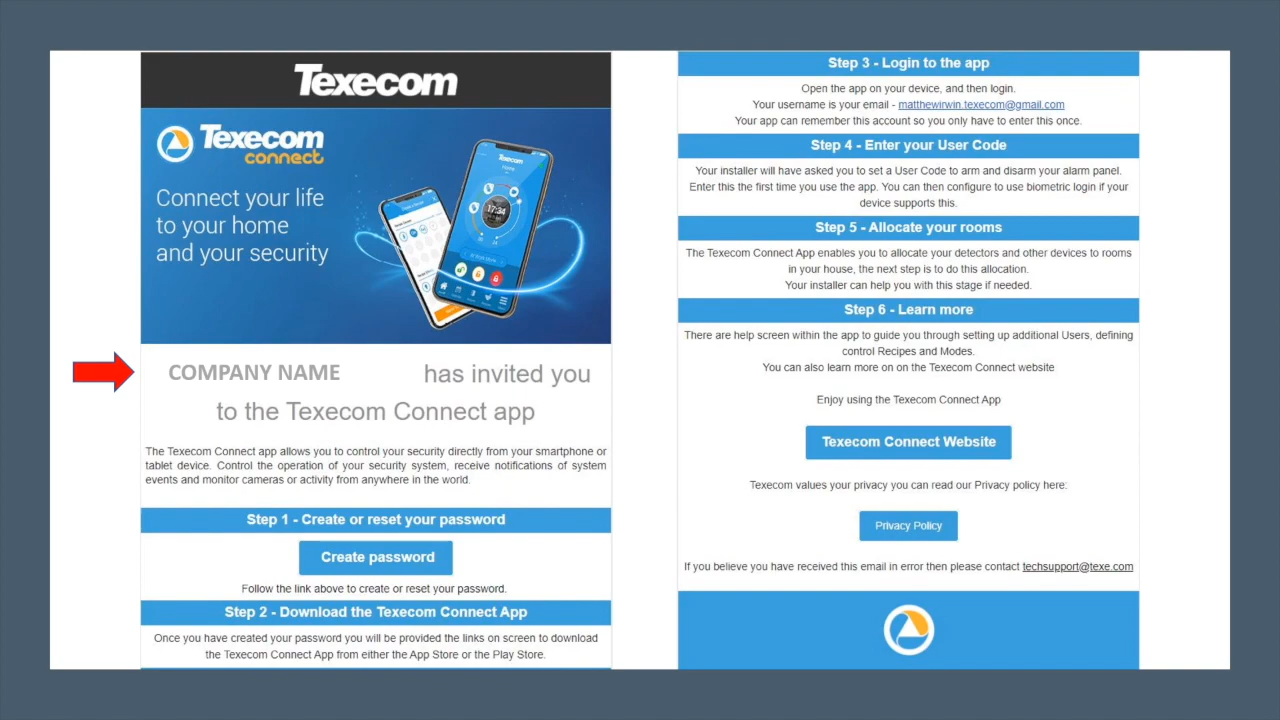 Texecom
Texecom
connect
Connect your life
to your home
and your security
Texecom
17:34
COMPANY NAME has invited you
to the Texecom Connect app
The Texecom Connect app allows you to control your security directly from your smartphone or
tablet device. Control the operation of your security system, receive notifications of system
events and monitor cameras or activity from anywhere in the world.
Step 1 - Create or reset your password
Create password
Follow the link above to create or reset your password.
Step 2 - Download the Texecom Connect App
Once you have created your password you will be provided the links on screen to download
the Texecom Connect App from either the App Store or the Play Store.
Step 3 - Login to the app
Open the app on your device, and then login.
Your username is your email - matthewirwin.texecom@gmail.com
Your app can remember this account so you only have to enter this once.
Step 4 - Enter your User Code
Your installer will have asked you to set a User Code to arm and disarm your alarm panel.
Enter this the first time you use the app. You can then configure to use biometric login if your
device supports this.
Step 5 - Allocate your rooms
The Texecom Connect App enables you to allocate your detectors and other devices to rooms
in your house, the next step is to do this allocation.
Your installer can help you with this stage if needed.
Step 6 - Learn more
There are help screen within the app to guide you through setting up additional Users, defining
control Recipes and Modes.
You can also learn more on on the Texecom Connect website
Enjoy using the Texecom Connect App
Texecom Connect Website
Texecom values your privacy you can read our Privacy policy here:
Privacy Policy
If you believe you have received this email in error then please contact techsupport@texe.com